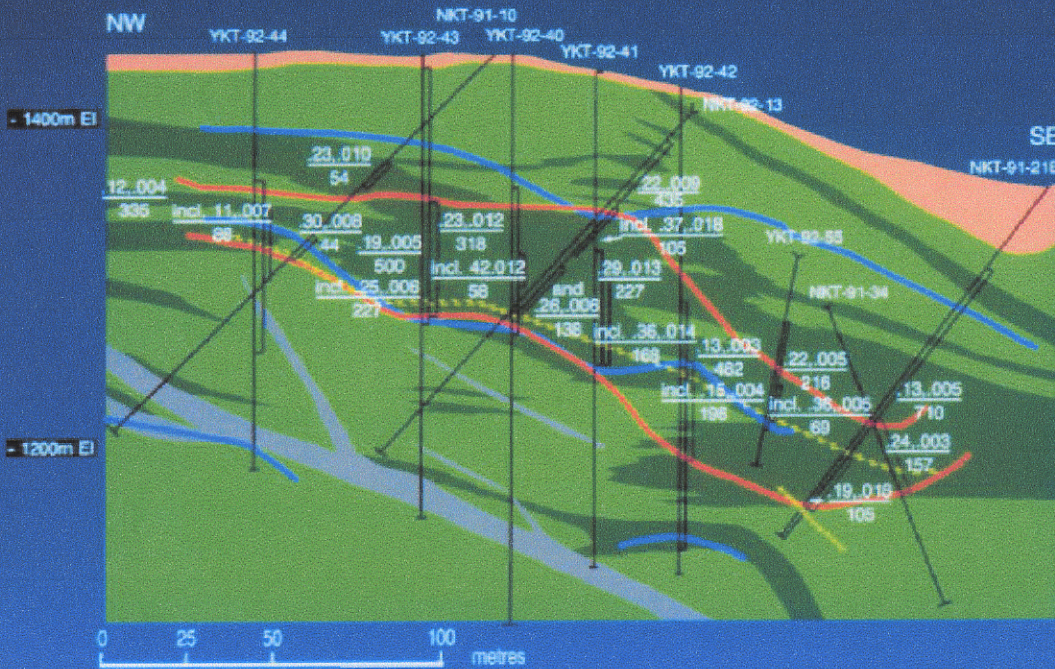 NW
NKT-91-10
YKT-92-44
YKT-92-43
YKT-92-40
YKT-92-41
YKT-92-42
NKT-92-13
- 1400m El
SE
NKT-91-21
.23,.010
54
.12,.004
335
incl. .11,.007
.22,.009
435
.30,.008
44
.23,.012
318
incl. .37,.018
105
.19,.005
500
YKT-92-55
incl. 42.012
58
.29,.013
227
incl. .25,.006
227
and
.26,.006
138
NKT-91-34
incl. .36,.014
168
.13,.003
482
.22,.005
216
incl. .15,.004
198
incl. .36,.005
69
.13,.005
710
.24,.003
157
- 1200m El
.19,.019
105
0 25 50 100
metres